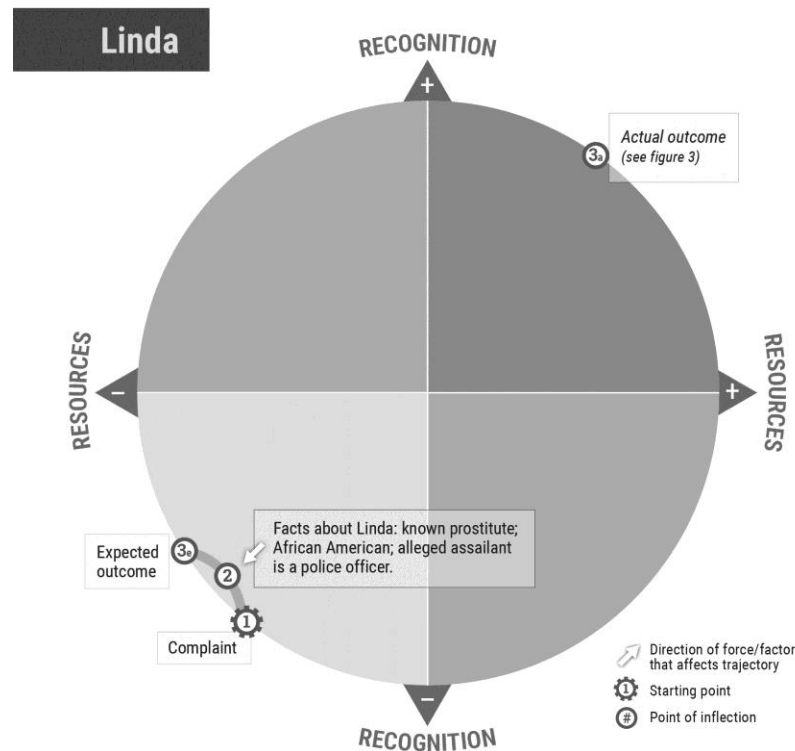 Linda
RECOGNITION
+
3a
Actual outcome
(see figure 3)
RESOURCES
−
+
RESOURCES
Facts about Linda: known prostitute;
African American; alleged assailant
is a police officer.
Expected
outcome
3e
2
1
Complaint
−
RECOGNITION
Direction of force/factor
that affects trajectory
1 Starting point
# Point of inflection